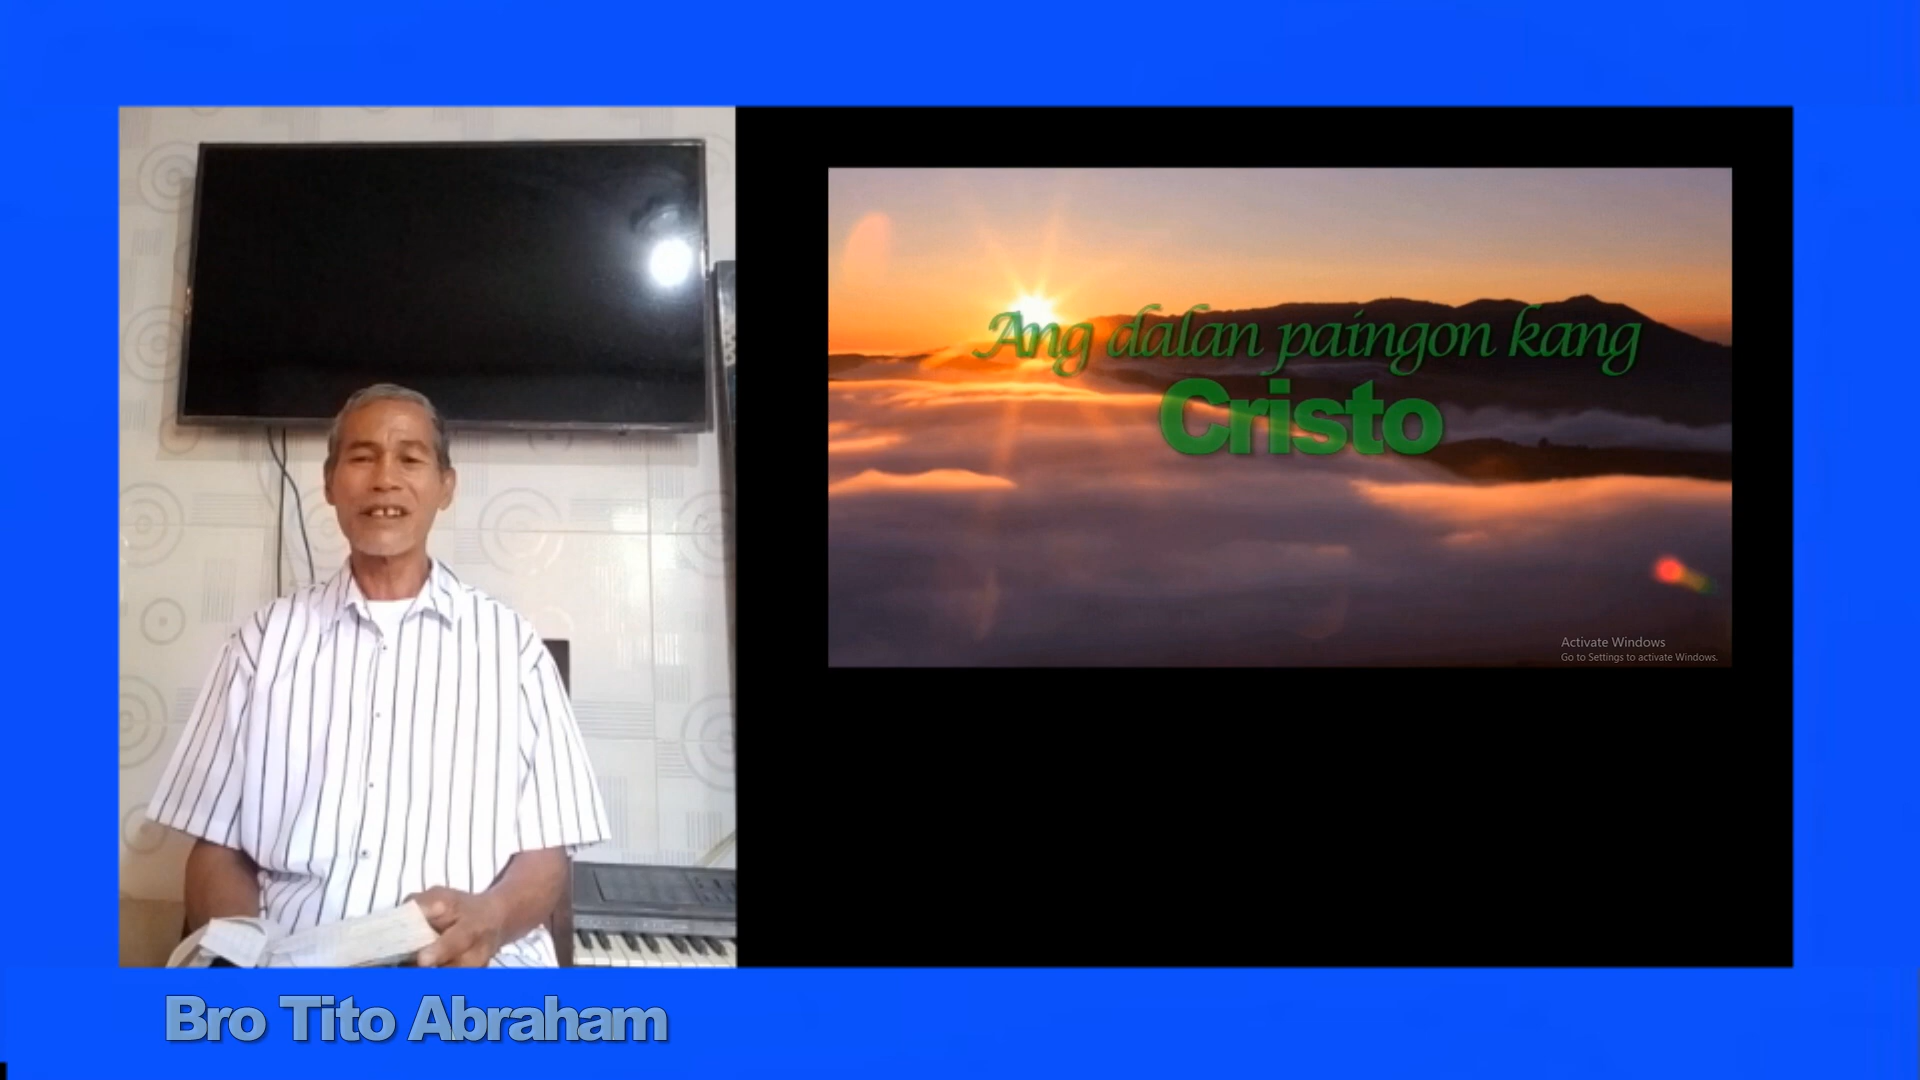 Ang dalan paingon kang
Cristo
Activate Windows
Go to Settings to activate Windows.
Bro Tito Abraham